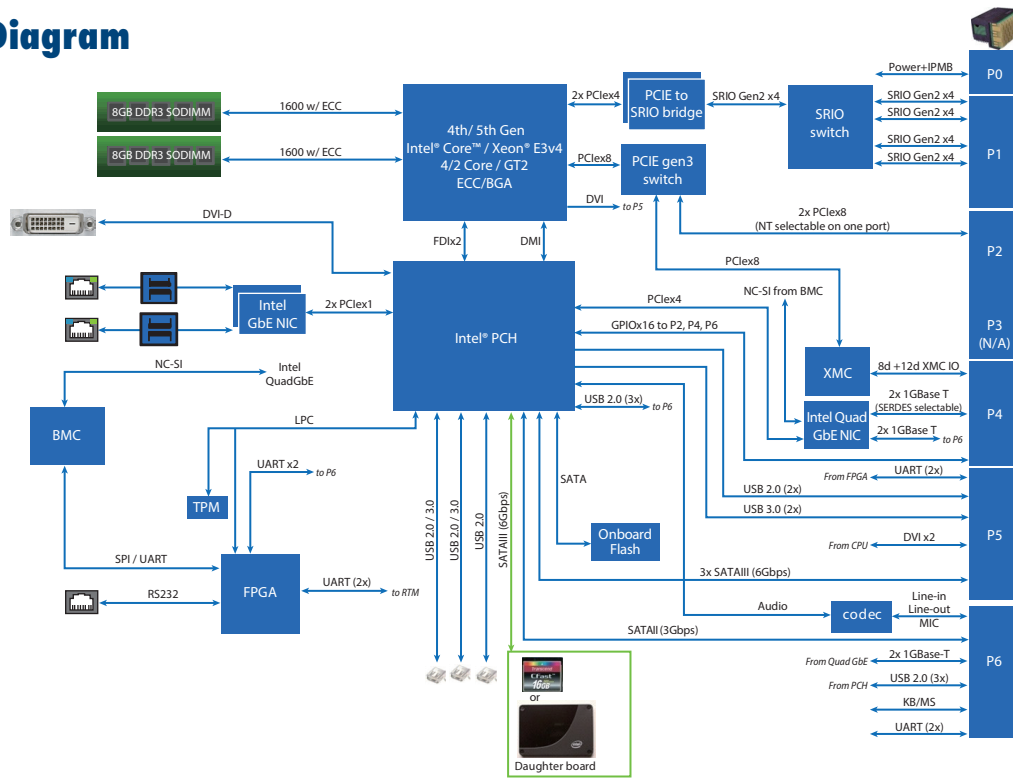 Diagram
Power+IPMB
P0
8GB DDR3 SODIMM
1600 w/ ECC
8GB DDR3 SODIMM
1600 w/ ECC
4th/ 5th Gen
Intel® Core™ / Xeon® E3v4
4/2 Core / GT2
ECC/BGA
2x PCIex4
PCIE to
SRIO bridge
SRIO Gen2 x4
SRIO
switch
SRIO Gen2 x4
SRIO Gen2 x4
SRIO Gen2 x4
SRIO Gen2 x4
P1
PCIex8
PCIE gen3
switch
DVI
to P5
DVI-D
FDIx2
DMI
2x PCIex8
(NT selectable on one port)
P2
PCIex8
NC-SI from BMC
Intel
GbE NIC
2x PCIex1
Intel® PCH
PCIex4
GPIOx16 to P2, P4, P6
P3
(N/A)
XMC
8d +12d XMC IO
NC-SI
Intel
QuadGbE
USB 2.0 (3x)
to P6
Intel Quad
GbE NIC
2x 1GBase T
(SERDES selectable)
2x 1GBase T
to P6
P4
BMC
LPC
UART x2
to P6
TPM
SATA
From FPGA
UART (2x)
USB 2.0 (2x)
USB 3.0 (2x)
P5
USB 2.0 / 3.0
USB 2.0 / 3.0
USB 2.0
SATAIII (6Gbps)
Onboard
Flash
From CPU
DVI x2
SPI / UART
FPGA
UART (2x)
to RTM
RS232
3x SATAIII (6Gbps)
Audio
codec
Line-in
Line-out
MIC
SATAII (3Gbps)
P6
From Quad GbE
2x 1GBase-T
From PCH
USB 2.0 (3x)
KB/MS
UART (2x)
Transcend
CFast
16GB
or
intel
Daughter board